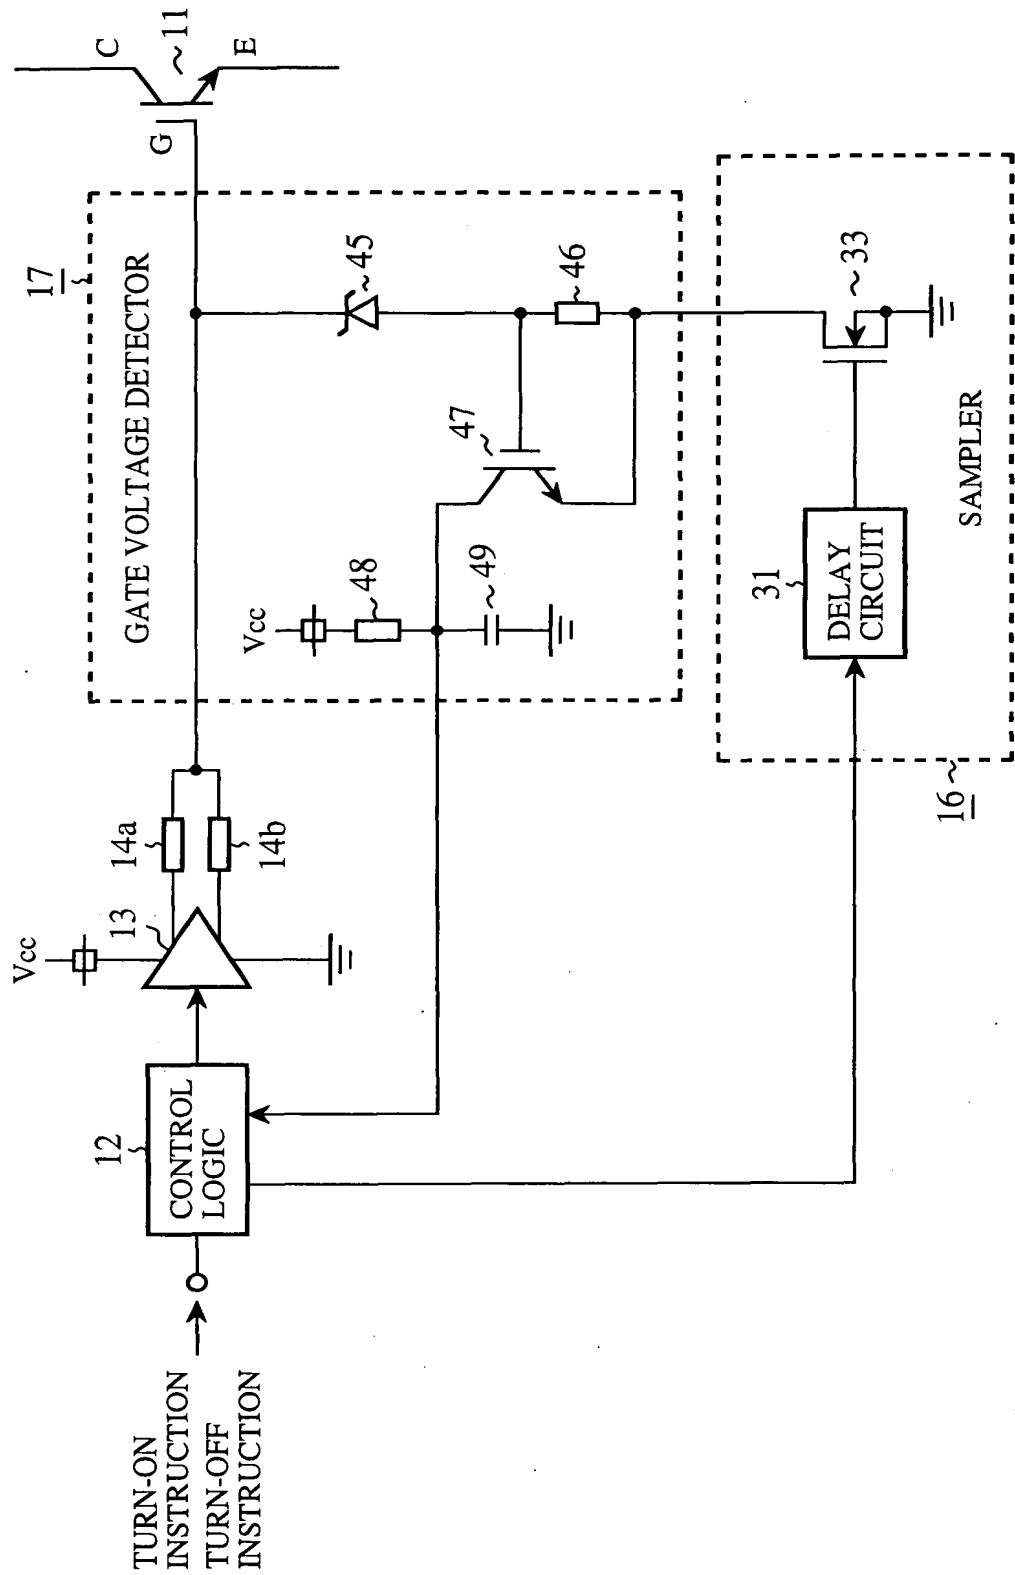 TURN-ON
INSTRUCTION
TURN-OFF
INSTRUCTION
12
CONTROL
LOGIC
Vcc
13
14a
14b
17
GATE VOLTAGE DETECTOR
Vcc
48
49
47
45
46
G
C
11
E
16
31
DELAY
CIRCUIT
33
SAMPLER